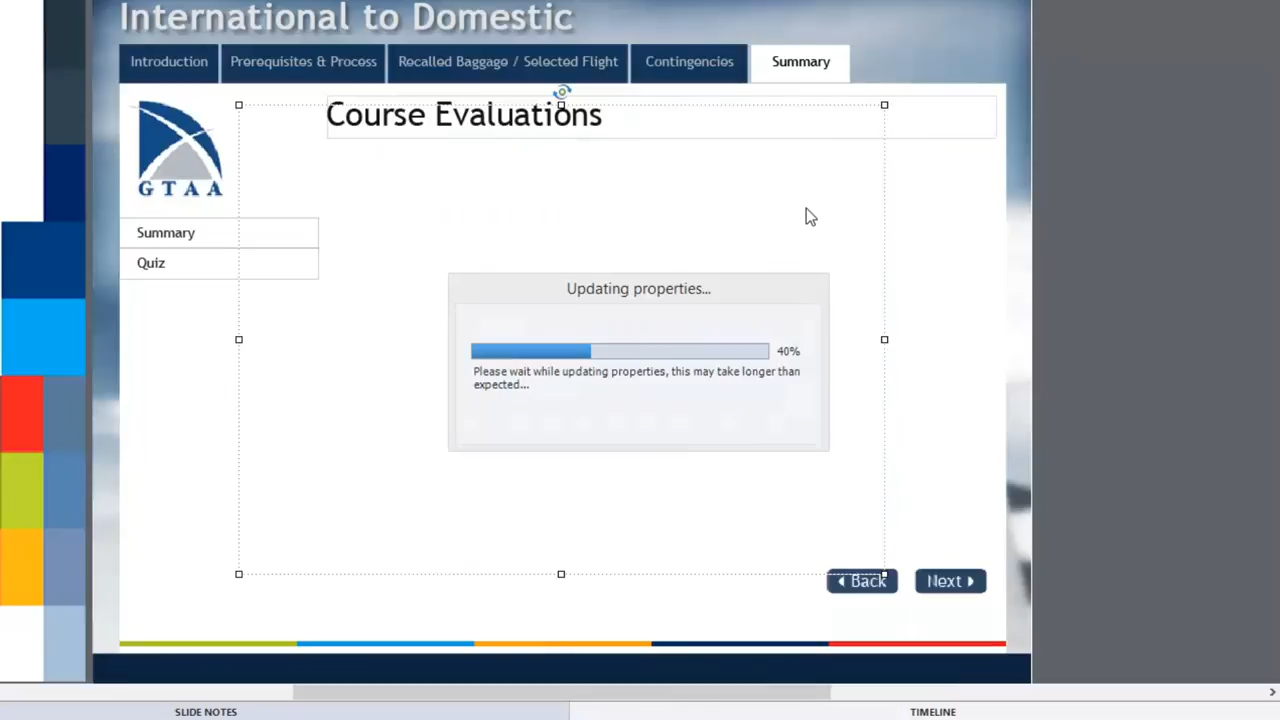 International to Domestic
Introduction
Prerequisites & Process
Recalled Baggage / Selected Flight
Contingencies
Summary
Course Evaluations
GTAA
Summary
Quiz
Updating properties...
40%
Please wait while updating properties, this may take longer than
expected...
Back
Next
SLIDE NOTES
TIMELINE